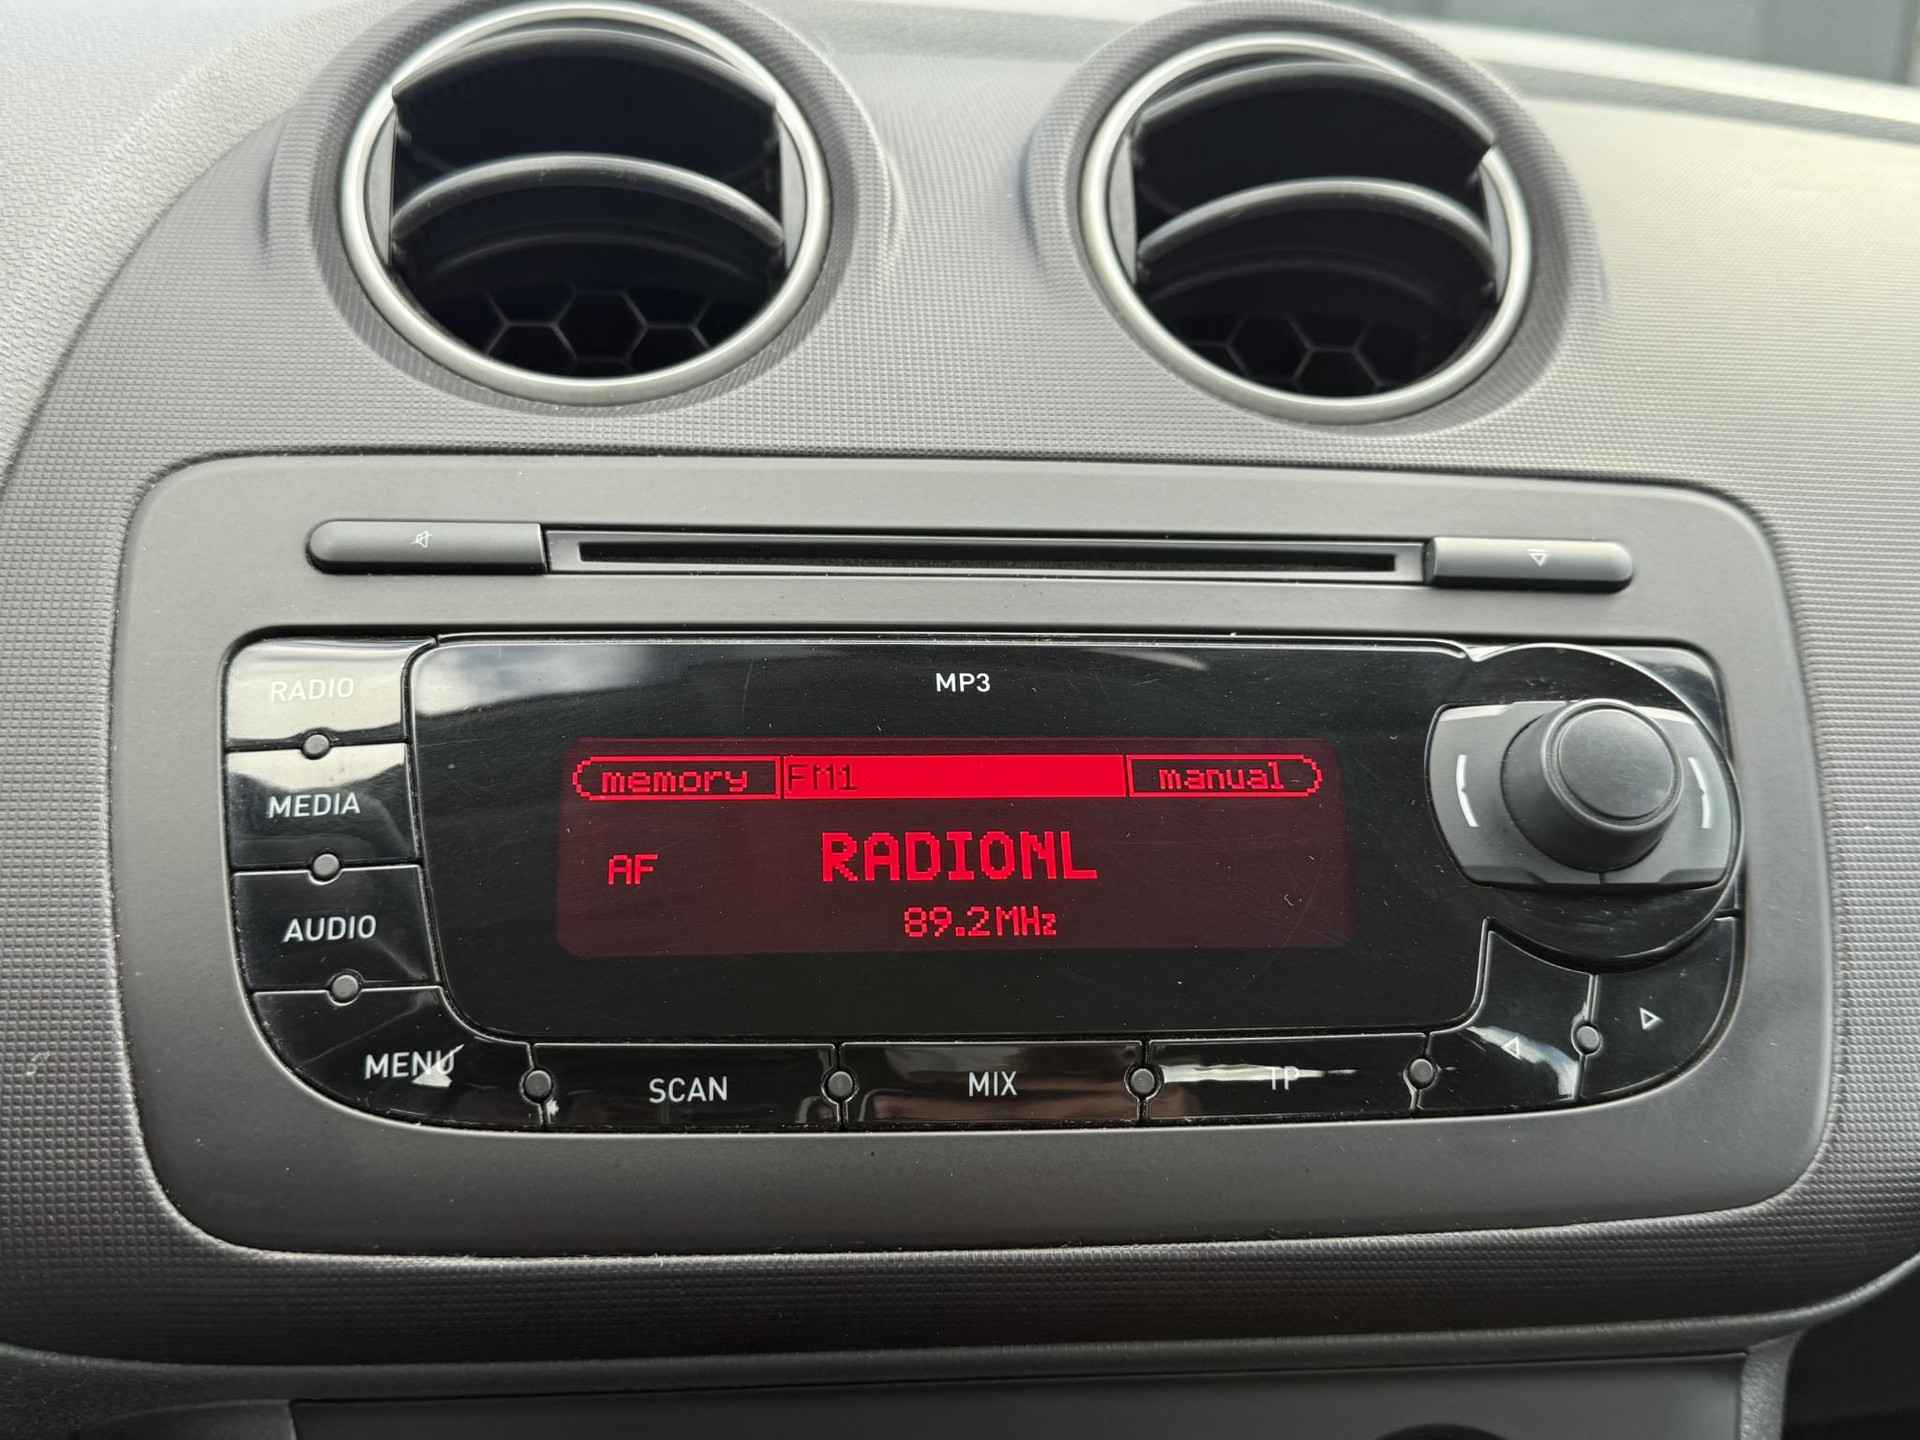 RADIO
MP3
memory FM1 manual
MEDIA
AF RADIONL
89.2MHz
AUDIO
MENU SCAN MIX TP